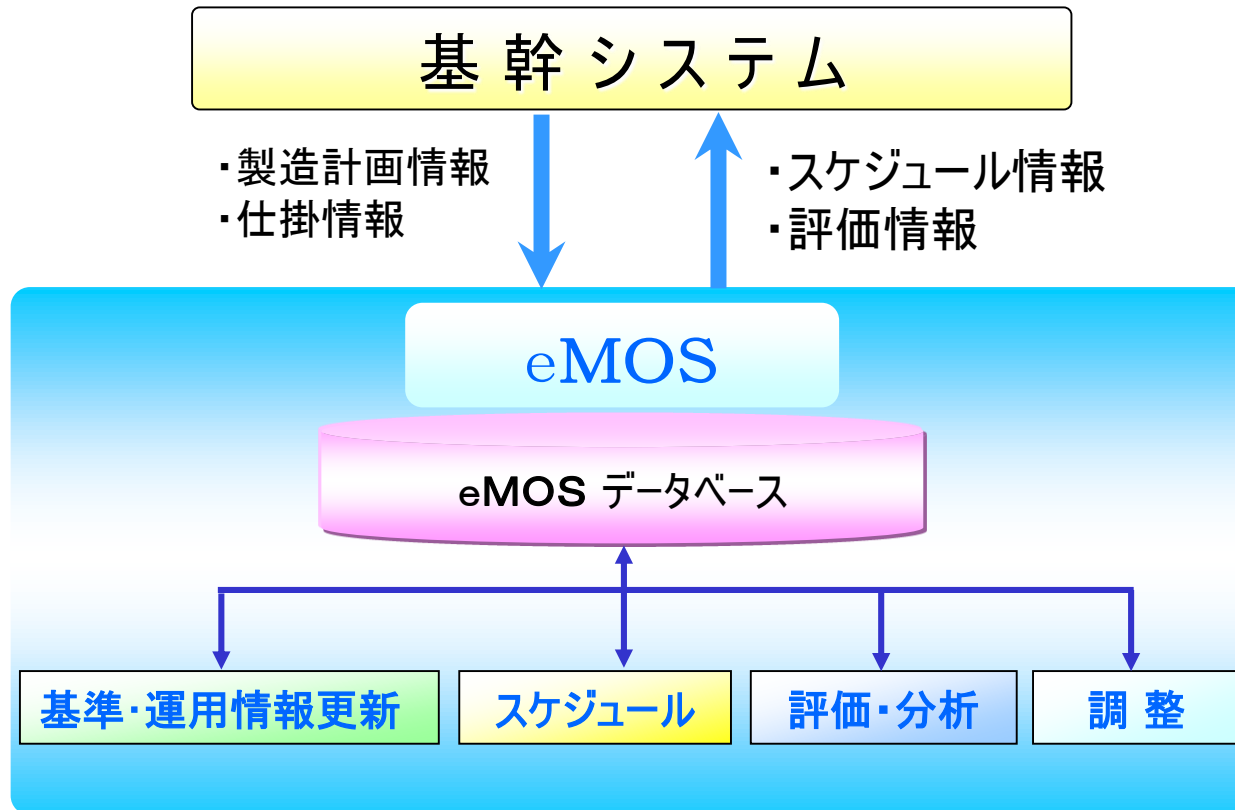 基幹システム
・製造計画情報
・仕掛情報
・スケジュール情報
・評価情報
eMOS
eMOS データベース
基準・運用情報更新
スケジュール
評価・分析
調 整